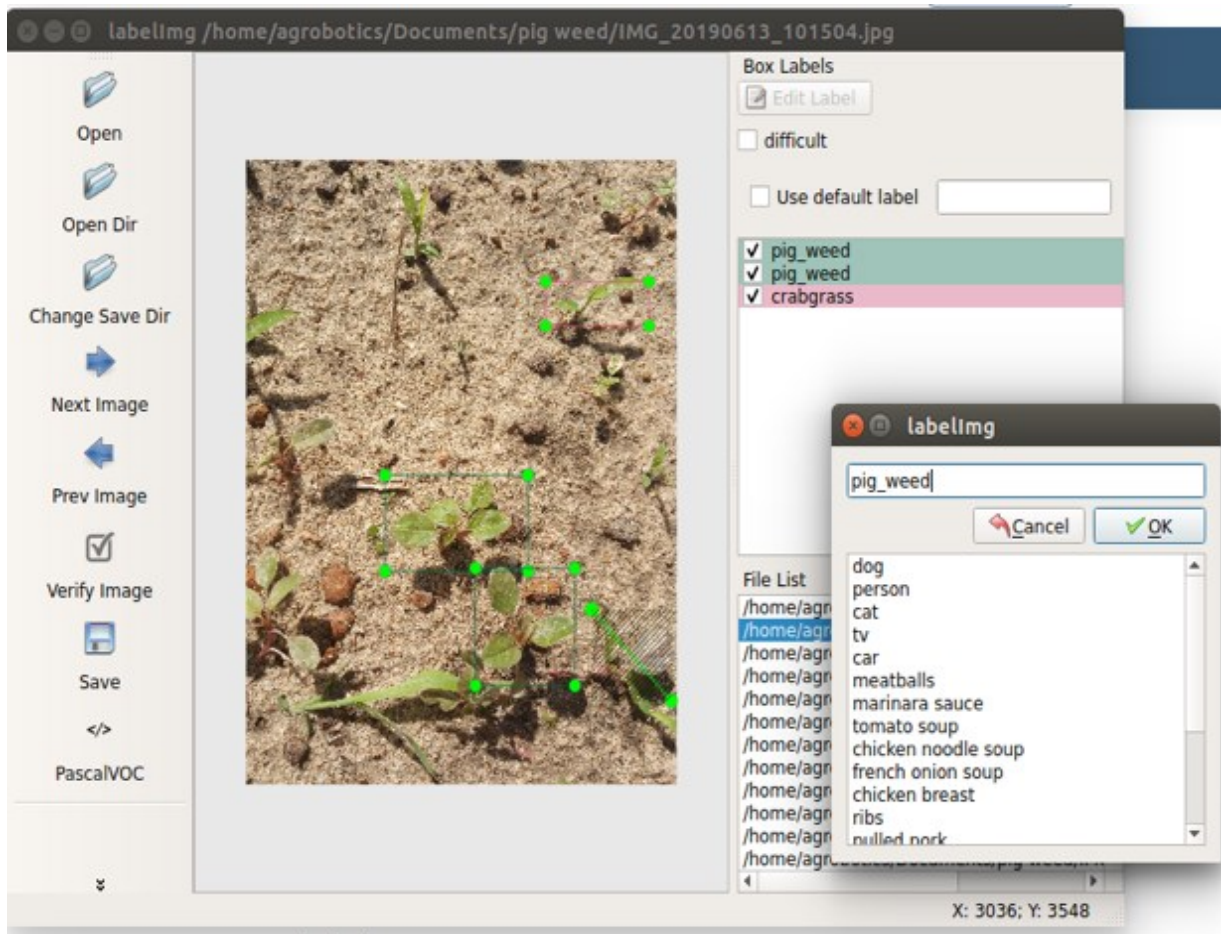 labelImg /home/agrobotics/Documents/pig weed/IMG_20190613_101504.jpg
Open
Open Dir
Change Save Dir
Next Image
Prev Image
Verify Image
Save
</>
PascalVOC
Box Labels
Edit Label
difficult
Use default label
pig_weed
pig_weed
crabgrass
File List
/home/agr
/home/agr
/home/agr
/home/agr
/home/agr
/home/agr
/home/agr
/home/agr
/home/agr
/home/agr
/home/agr
/home/agrobotics/Documents/pig weed/
labelImg
pig_weed
Cancel
OK
dog
person
cat
tv
car
meatballs
marinara sauce
tomato soup
chicken noodle soup
french onion soup
chicken breast
ribs
pulled pork
X: 3036; Y: 3548